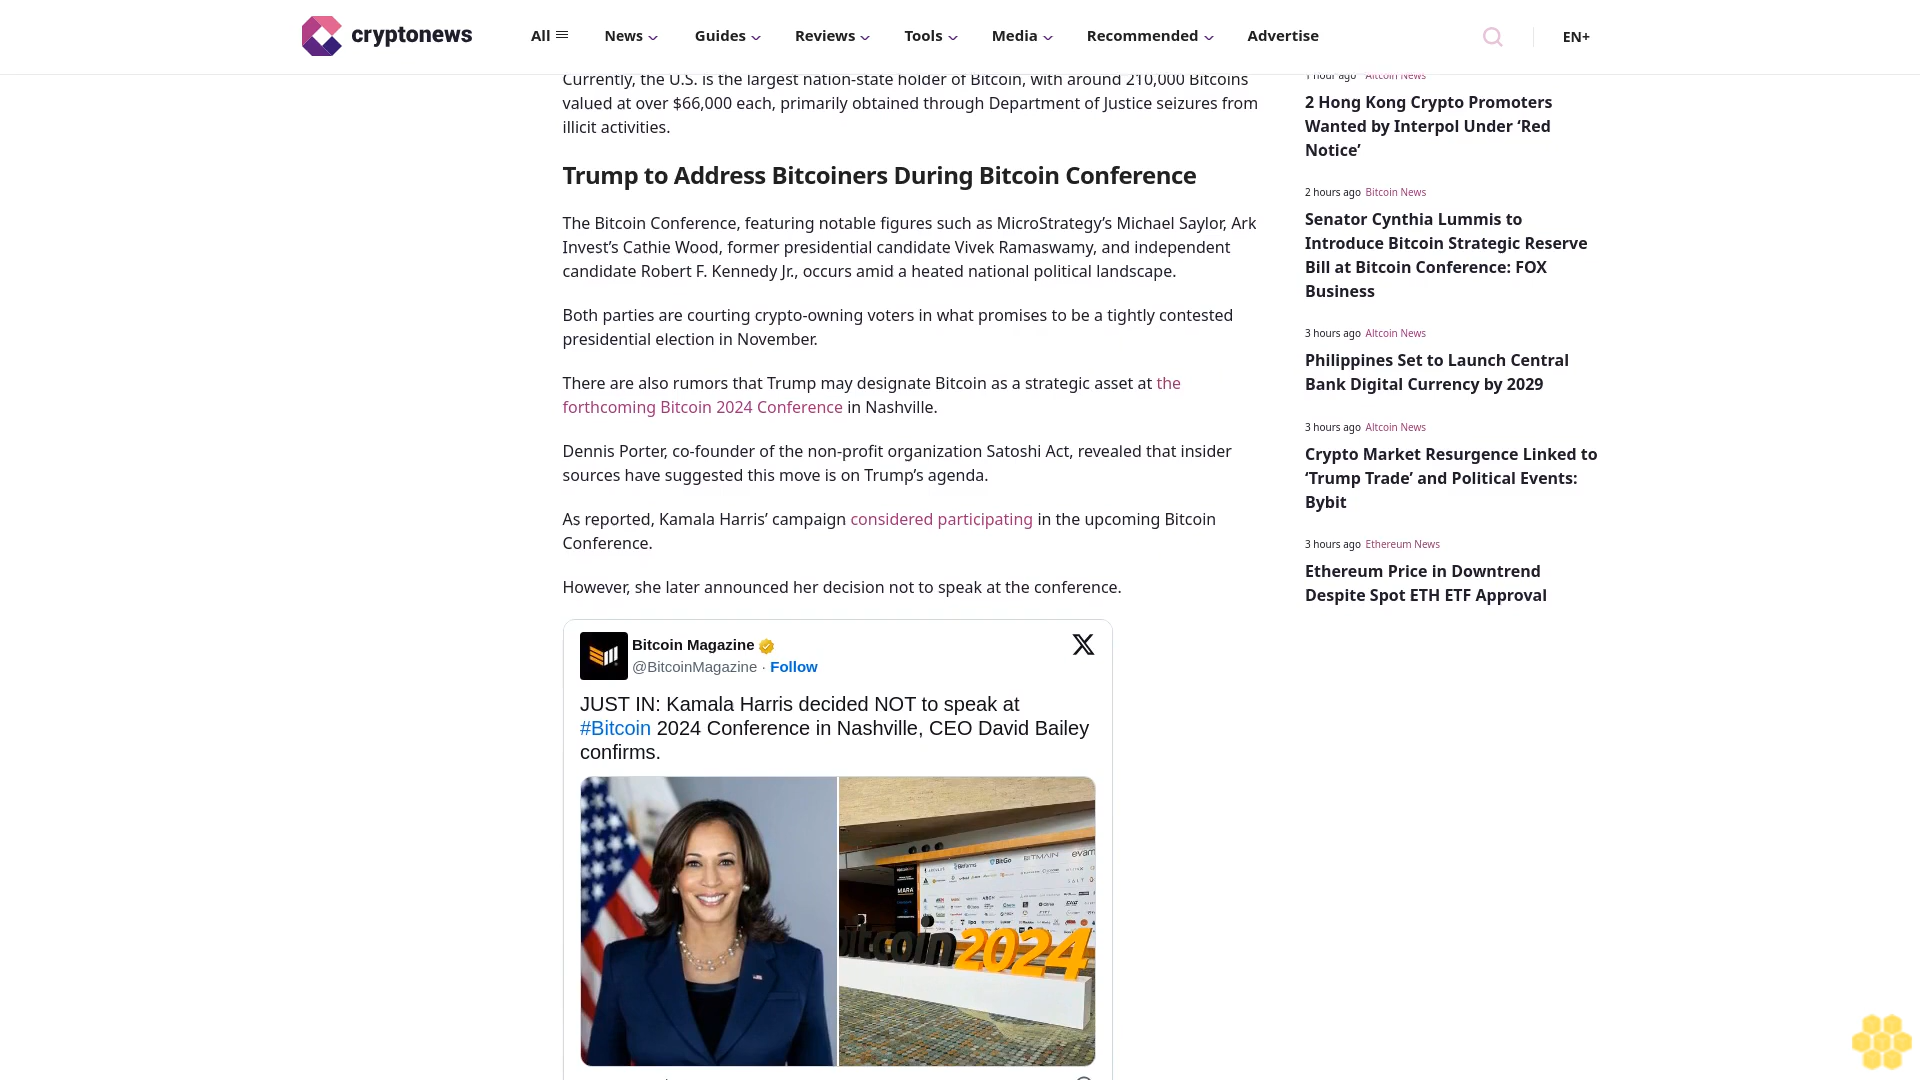 cryptonews
All
News
Guides
Reviews
Tools
Media
Recommended
Advertise
EN+
Currently, the U.S. is the largest nation-state holder of Bitcoin, with around 210,000 Bitcoins
valued at over $66,000 each, primarily obtained through Department of Justice seizures from
illicit activities.
Trump to Address Bitcoiners During Bitcoin Conference
The Bitcoin Conference, featuring notable figures such as MicroStrategy’s Michael Saylor, Ark
Invest’s Cathie Wood, former presidential candidate Vivek Ramaswamy, and independent
candidate Robert F. Kennedy Jr., occurs amid a heated national political landscape.
Both parties are courting crypto-owning voters in what promises to be a tightly contested
presidential election in November.
There are also rumors that Trump may designate Bitcoin as a strategic asset at the
forthcoming Bitcoin 2024 Conference in Nashville.
Dennis Porter, co-founder of the non-profit organization Satoshi Act, revealed that insider
sources have suggested this move is on Trump’s agenda.
As reported, Kamala Harris’ campaign considered participating in the upcoming Bitcoin
Conference.
However, she later announced her decision not to speak at the conference.
Bitcoin Magazine
@BitcoinMagazine · Follow
JUST IN: Kamala Harris decided NOT to speak at
#Bitcoin 2024 Conference in Nashville, CEO David Bailey
confirms.
BitGo
BITMAIN
MARA
bitcoin2024
1 hour ago Altcoin News
2 Hong Kong Crypto Promoters
Wanted by Interpol Under ‘Red
Notice’
2 hours ago Bitcoin News
Senator Cynthia Lummis to
Introduce Bitcoin Strategic Reserve
Bill at Bitcoin Conference: FOX
Business
3 hours ago Altcoin News
Philippines Set to Launch Central
Bank Digital Currency by 2029
3 hours ago Altcoin News
Crypto Market Resurgence Linked to
‘Trump Trade’ and Political Events:
Bybit
3 hours ago Ethereum News
Ethereum Price in Downtrend
Despite Spot ETH ETF Approval